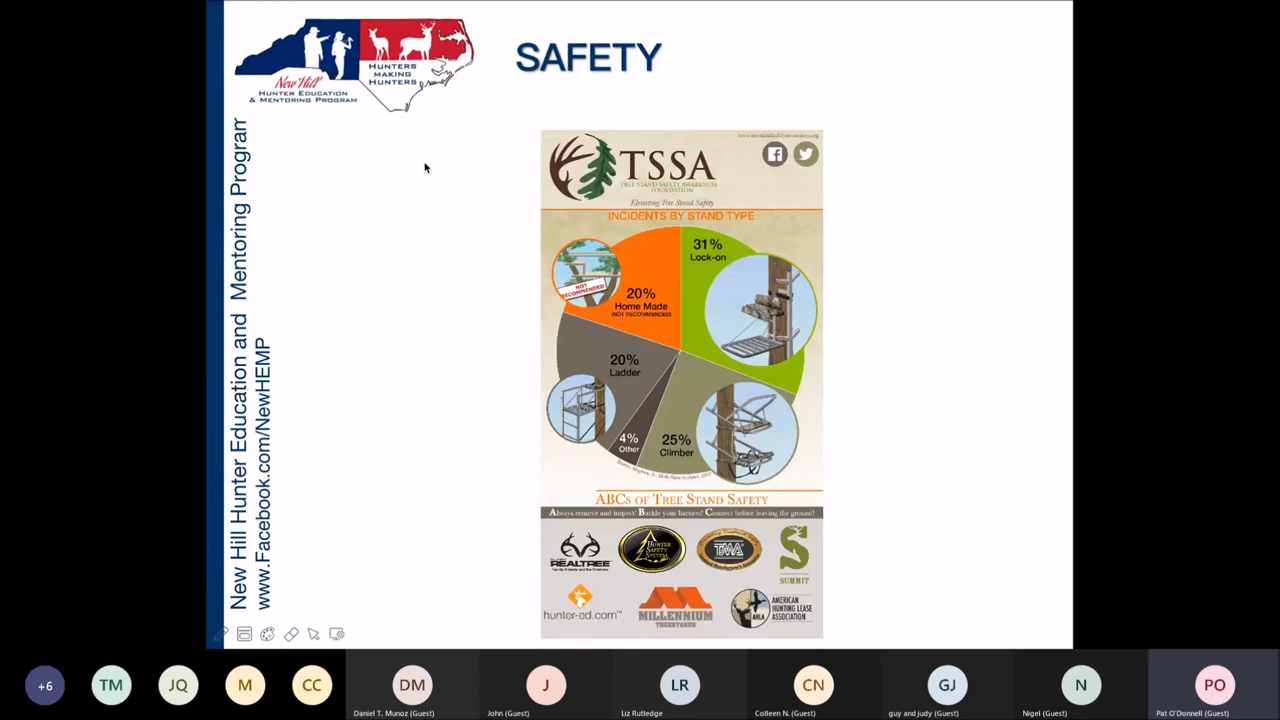 SAFETY
New Hill
HUNTER EDUCATION
& MENTORING PROGRAM
HUNTERS
MAKING
HUNTERS
New Hill Hunter Education and Mentoring Program
www.Facebook.com/NewHEMP
TSSA
TREE STAND SAFETY AWARENESS
FOUNDATION
Elevating Tree Stand Safety
INCIDENTS BY STAND TYPE
31%
Lock-on
NOT
RECOMMENDED
20%
Home Made
(NOT RECOMMENDED)
20%
Ladder
4%
Other
25%
Climber
ABCs OF TREE STAND SAFETY
Always remove and inspect! Buckle your harness! Connect before leaving the ground!
REALTREE
HUNTER
SAFETY
SYSTEM
TMA
SUMMIT
hunter-ed.com™
MILLENNIUM
TREESTANDS
AHLA
AMERICAN
HUNTING LEASE
ASSOCIATION
+6
TM
JQ
M
CC
DM
Daniel T. Munoz (Guest)
J
John (Guest)
LR
Liz Rutledge
CN
Colleen N. (Guest)
GJ
guy and judy (Guest)
N
Nigel (Guest)
PO
Pat O'Donnell (Guest)